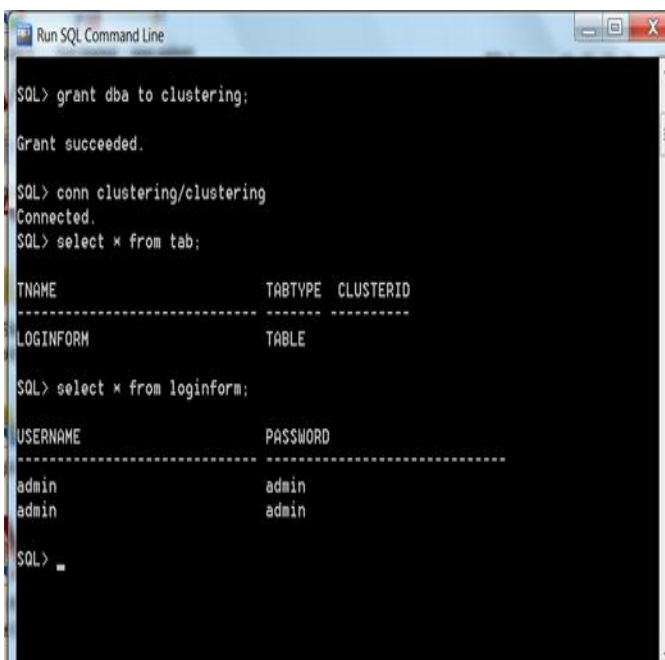 Run SQL Command Line
SQL> grant dba to clustering;
Grant succeeded.
SQL> conn clustering/clustering
Connected.
SQL> select * from tab;
TNAME TABTYPE CLUSTERID
------------------------------ ------- ----------
LOGINFORM TABLE
SQL> select * from loginform;
USERNAME PASSWORD
------------------------------ ------------------------------
admin admin
admin admin
SQL> _